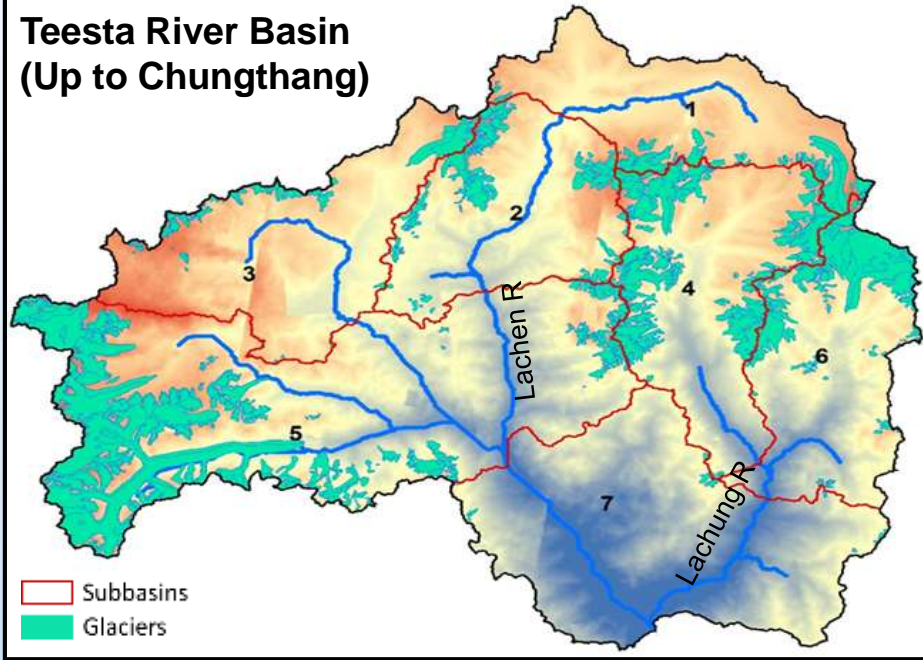 Teesta River Basin
(Up to Chungthang)
1
2
3
4
Lachen R
6
5
7
Lachung R
Subbasins
Glaciers